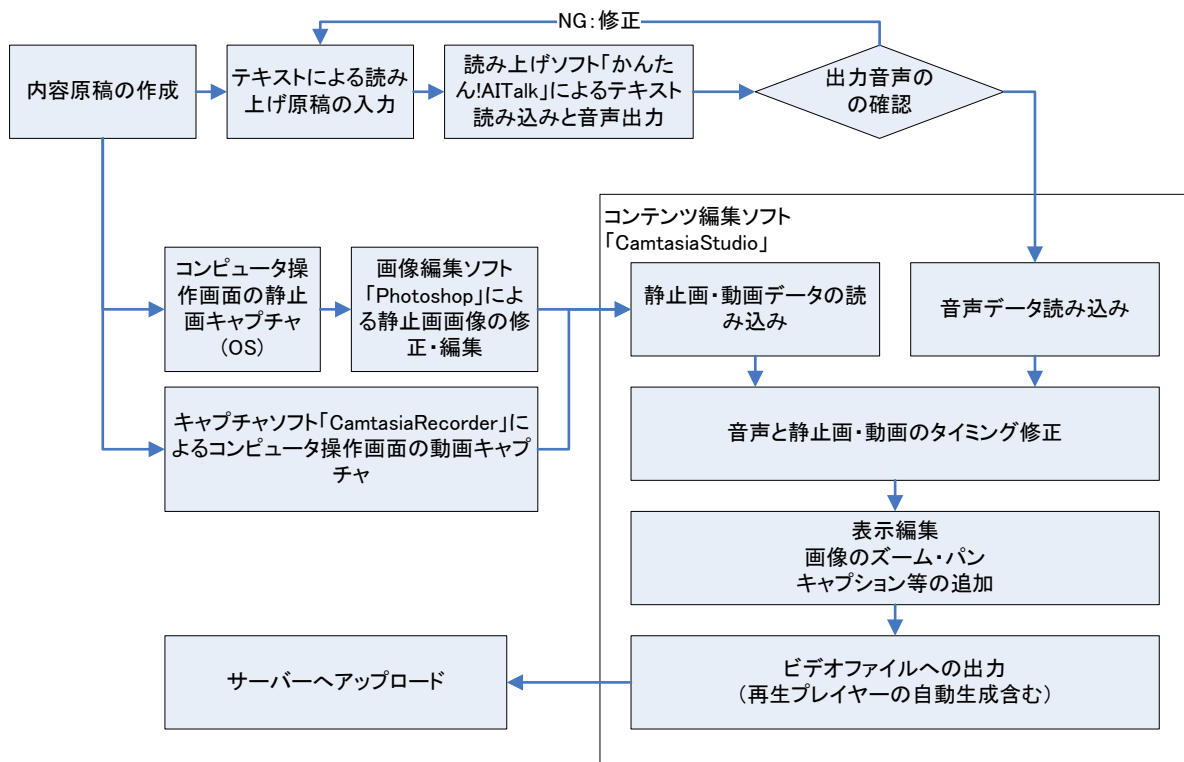 NG：修正
内容原稿の作成
テキストによる読み
上げ原稿の入力
読み上げソフト「かんた
ん!AITalk」によるテキスト
読み込みと音声出力
出力音声の
の確認
コンテンツ編集ソフト
「CamtasiaStudio」
コンピュータ操
作画面の静止
画キャプチャ
(OS)
画像編集ソフト
「Photoshop」によ
る静止画画像の修
正・編集
静止画・動画データの読
み込み
音声データ読み込み
キャプチャソフト「CamtasiaRecorder」に
よるコンピュータ操作画面の動画キャプ
チャ
音声と静止画・動画のタイミング修正
表示編集
画像のズーム・パン
キャプション等の追加
サーバーへアップロード
ビデオファイルへの出力
（再生プレイヤーの自動生成含む）